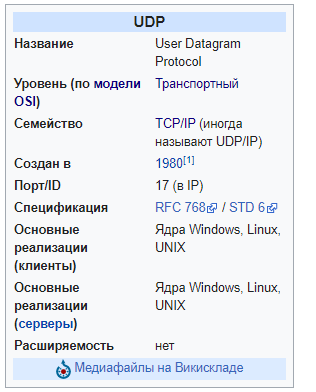 UDP
Название User Datagram
Protocol
Уровень (по модели Транспортный
OSI)
Семейство TCP/IP (иногда
называют UDP/IP)
Создан в 1980[1]
Порт/ID 17 (в IP)
Спецификация RFC 768 / STD 6
Основные Ядра Windows, Linux,
реализации UNIX
(клиенты)
Основные Ядра Windows, Linux,
реализации UNIX
(серверы)
Расширяемость нет
Медиафайлы на Викискладе